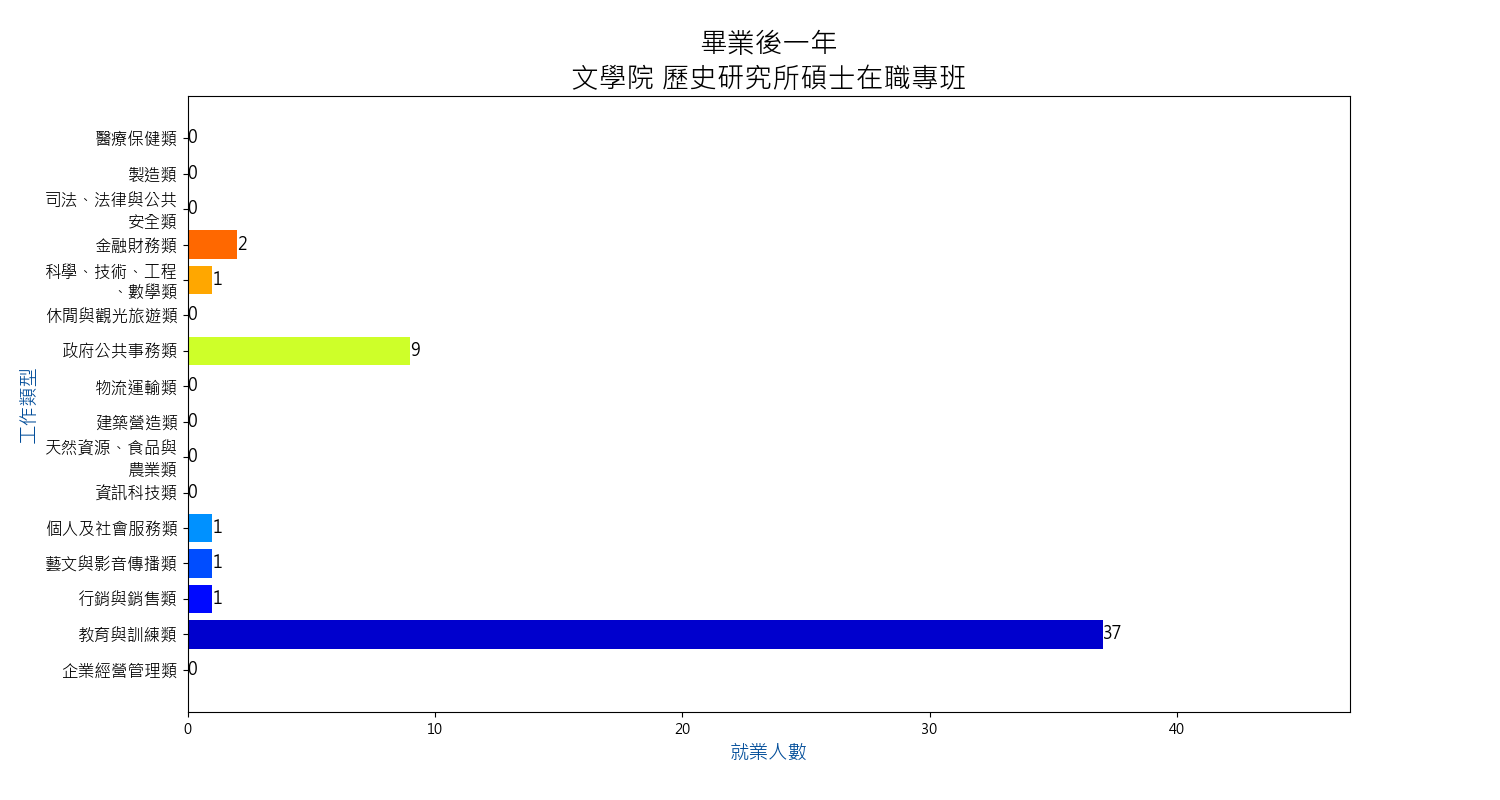 畢業後一年
文學院 歷史研究所碩士在職專班
醫療保健類 0
製造類 0
司法、法律與公共
安全類 0
金融財務類 2
科學、技術、工程
、數學類 1
休閒與觀光旅遊類 0
政府公共事務類 9
物流運輸類 0
建築營造類 0
天然資源、食品與
農業類 0
資訊科技類 0
個人及社會服務類 1
藝文與影音傳播類 1
行銷與銷售類 1
教育與訓練類 37
企業經營管理類 0
工作類型
0 10 20 30 40
就業人數